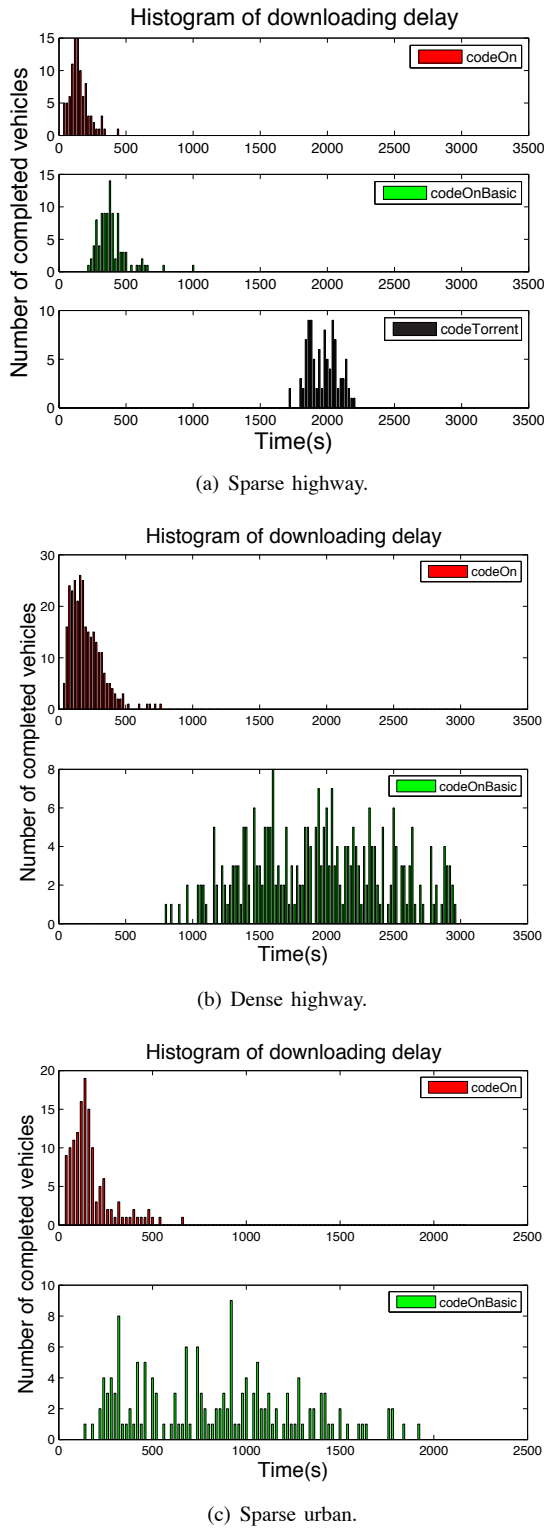 Histogram of downloading delay
15
codeOn
10
5
0
0 500 1000 1500 2000 2500 3000 3500
Number of completed vehicles
15
codeOnBasic
10
5
0
0 500 1000 1500 2000 2500 3000 3500
10
codeTorrent
5
0
0 500 1000 1500 2000 2500 3000 3500
Time(s)
(a) Sparse highway.
Histogram of downloading delay
30
codeOn
20
10
0
0 500 1000 1500 2000 2500 3000 3500
Number of completed vehicles
8
codeOnBasic
6
4
2
0
0 500 1000 1500 2000 2500 3000 3500
Time(s)
(b) Dense highway.
Histogram of downloading delay
20
codeOn
15
10
5
0
0 500 1000 1500 2000 2500
Number of completed vehicles
10
codeOnBasic
8
6
4
2
0
0 500 1000 1500 2000 2500
Time(s)
(c) Sparse urban.